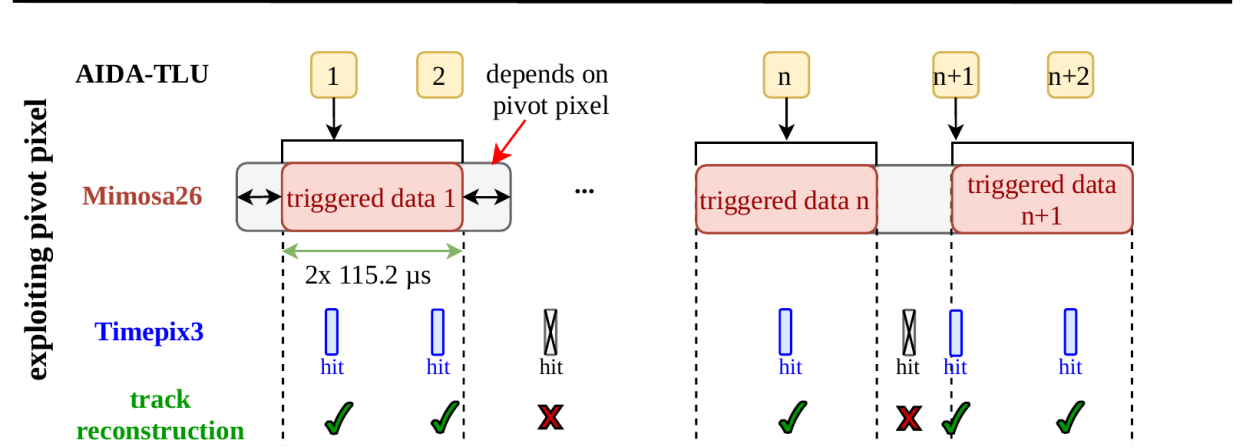 exploiting pivot pixel
AIDA-TLU
1
2
depends on
pivot pixel
n
n+1
n+2
Mimosa26
triggered data 1
...
triggered data n
triggered data
n+1
2x 115.2 µs
Timepix3
hit
hit
hit
hit
hit
hit
hit
track
reconstruction